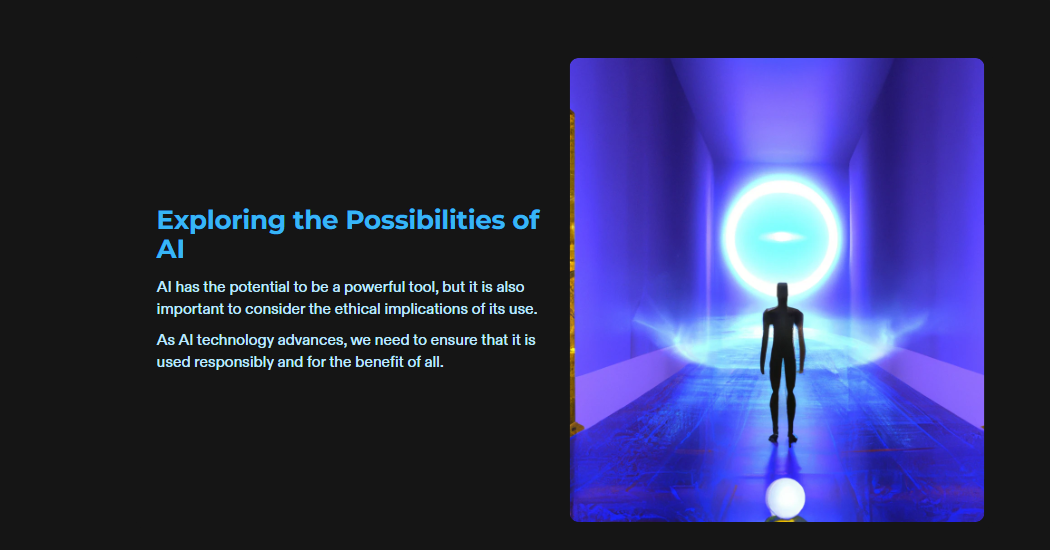 Exploring the Possibilities of
AI
AI has the potential to be a powerful tool, but it is also
important to consider the ethical implications of its use.
As AI technology advances, we need to ensure that it is
used responsibly and for the benefit of all.